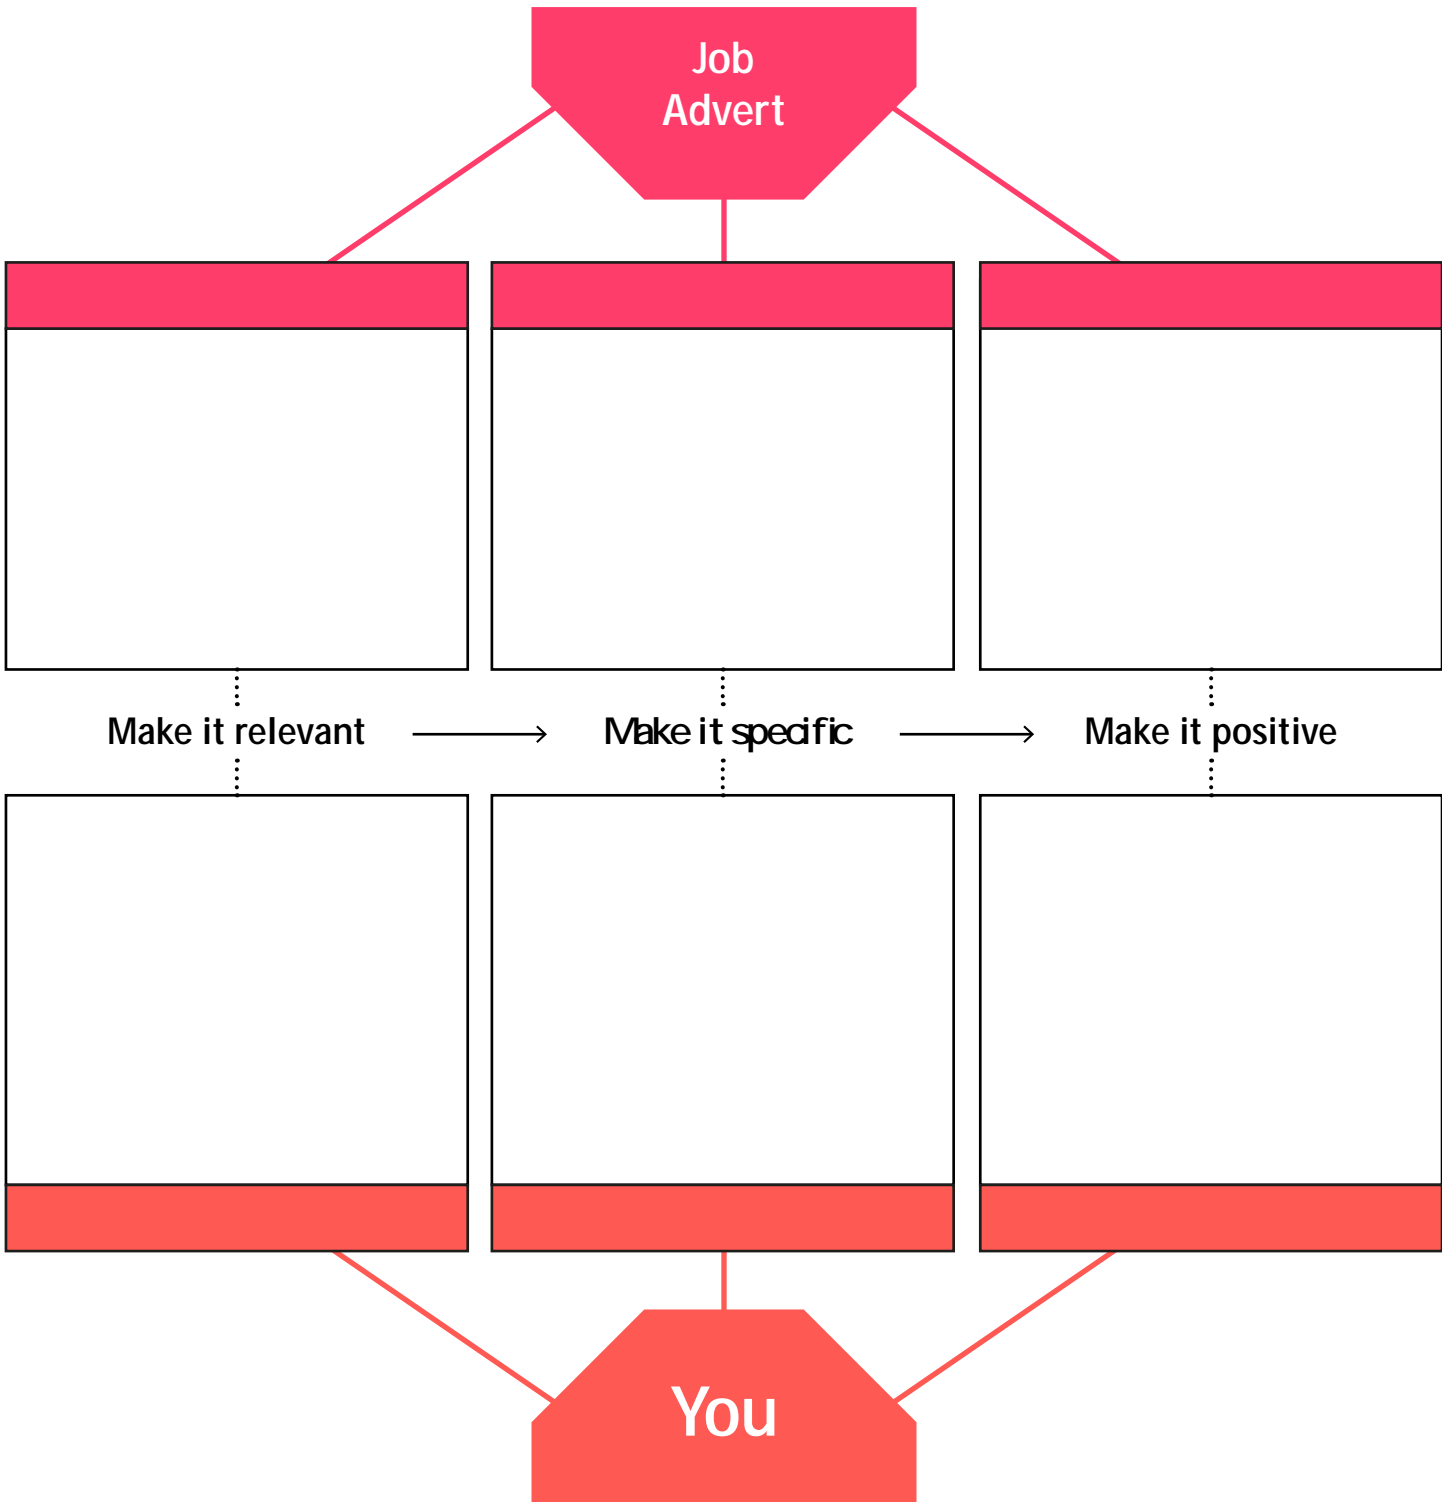 Job
Advert
Make it relevant
Make it specific
Make it positive
You